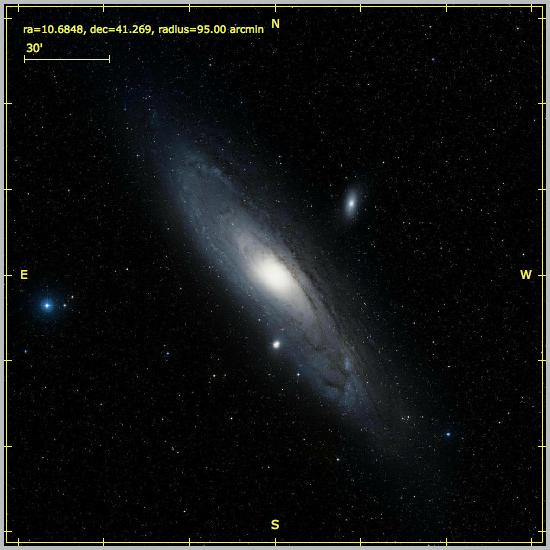 N
ra=10.6848, dec=41.269, radius=95.00 arcmin
30'
E
W
S